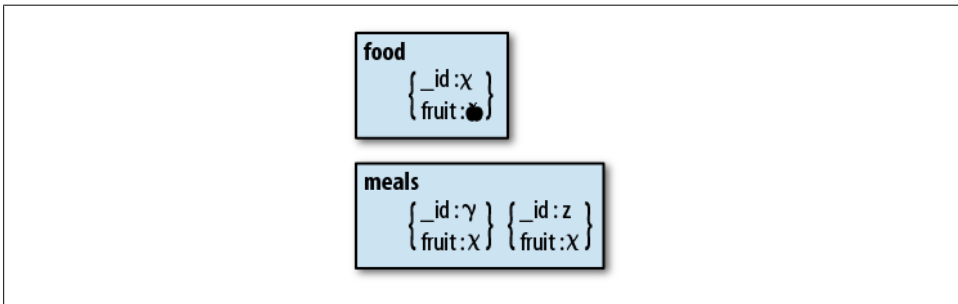 food
{ _id : χ
fruit : }
meals
{ _id : γ } { _id : z }
fruit : χ fruit : χ